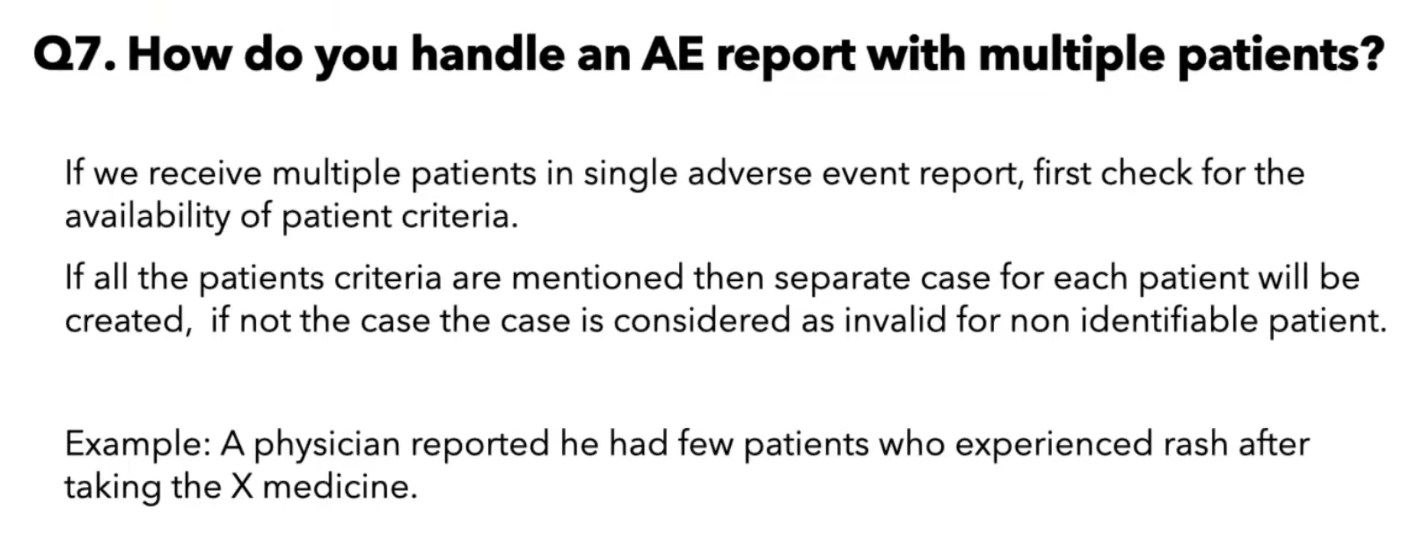 Q7. How do you handle an AE report with multiple patients?
If we receive multiple patients in single adverse event report, first check for the
availability of patient criteria.
If all the patients criteria are mentioned then separate case for each patient will be
created,  if not the case the case is considered as invalid for non identifiable patient.
Example: A physician reported he had few patients who experienced rash after
taking the X medicine.